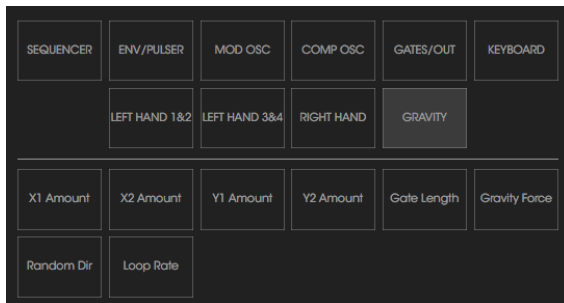 SEQUENCER ENV/PULSER MOD OSC COMP OSC GATES/OUT KEYBOARD
LEFT HAND 1&2 LEFT HAND 3&4 RIGHT HAND GRAVITY
X1 Amount X2 Amount Y1 Amount Y2 Amount Gate Length Gravity Force
Random Dir Loop Rate